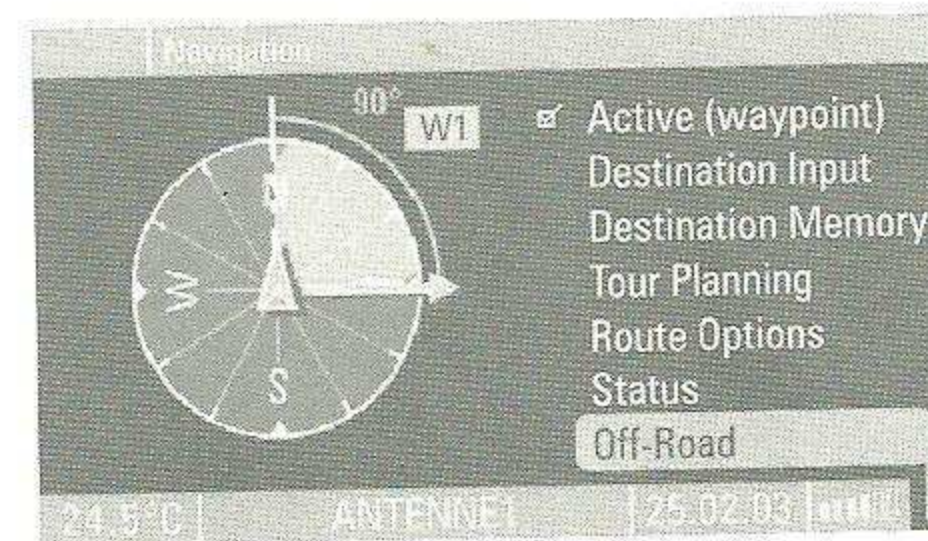 Navigation
90°
W1
Active (waypoint)
Destination Input
Destination Memory
Tour Planning
Route Options
Status
Off-Road
N
W
S
24.5°C
ANTENNE1
25.02.03